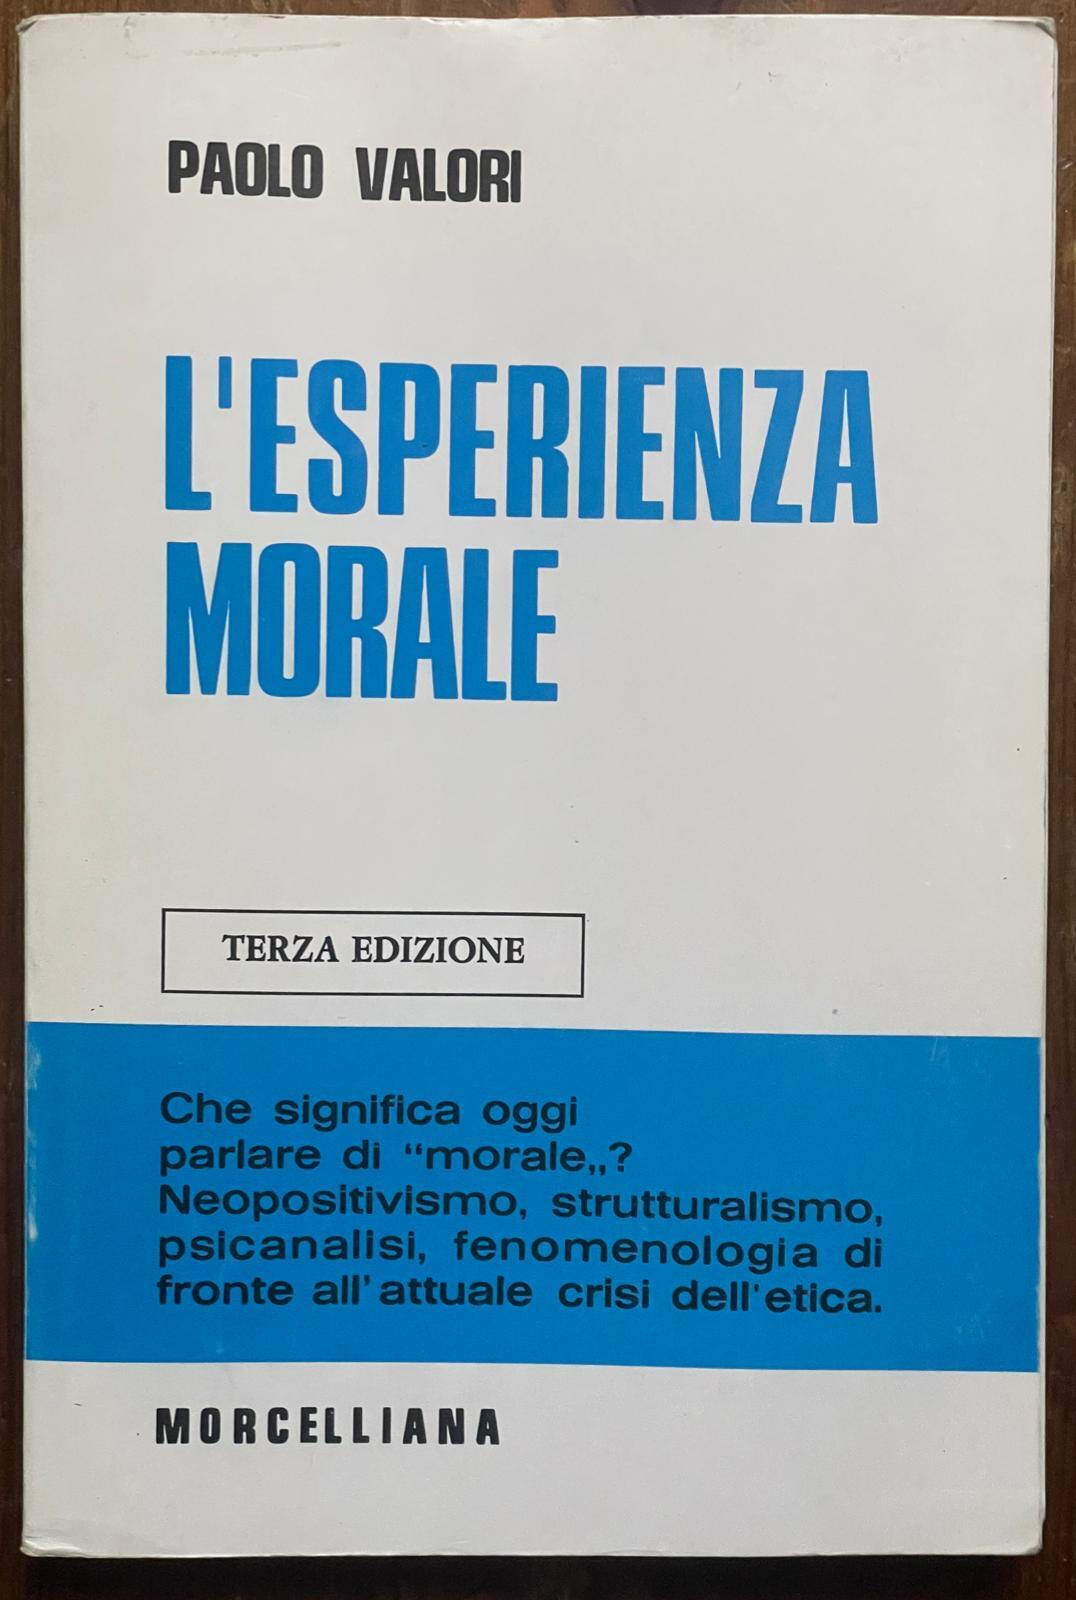 PAOLO VALORI
L'ESPERIENZA
MORALE
TERZA EDIZIONE
Che significa oggi
parlare di “morale„?
Neopositivismo, strutturalismo,
psicanalisi, fenomenologia di
fronte all'attuale crisi dell'etica.
MORCELLIANA